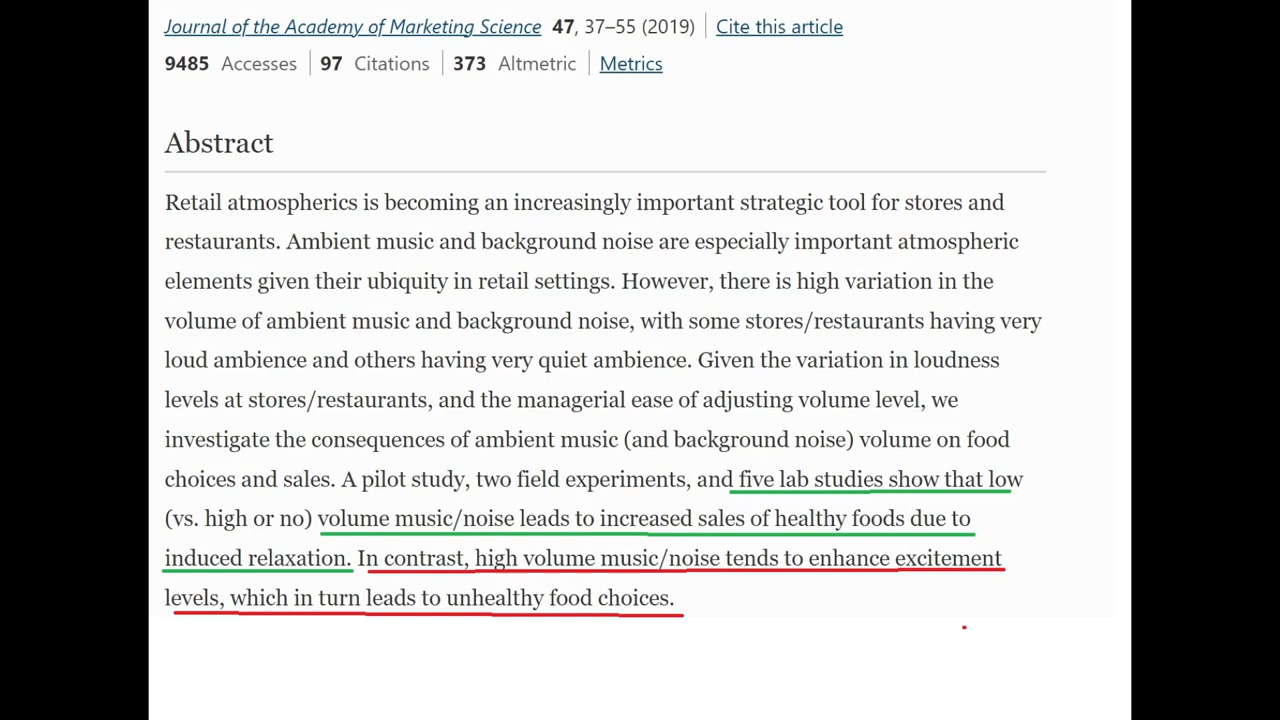 Journal of the Academy of Marketing Science 47, 37–55 (2019) Cite this article
9485 Accesses 97 Citations 373 Altmetric Metrics
Abstract
Retail atmospherics is becoming an increasingly important strategic tool for stores and
restaurants. Ambient music and background noise are especially important atmospheric
elements given their ubiquity in retail settings. However, there is high variation in the
volume of ambient music and background noise, with some stores/restaurants having very
loud ambience and others having very quiet ambience. Given the variation in loudness
levels at stores/restaurants, and the managerial ease of adjusting volume level, we
investigate the consequences of ambient music (and background noise) volume on food
choices and sales. A pilot study, two field experiments, and five lab studies show that low
(vs. high or no) volume music/noise leads to increased sales of healthy foods due to
induced relaxation. In contrast, high volume music/noise tends to enhance excitement
levels, which in turn leads to unhealthy food choices.